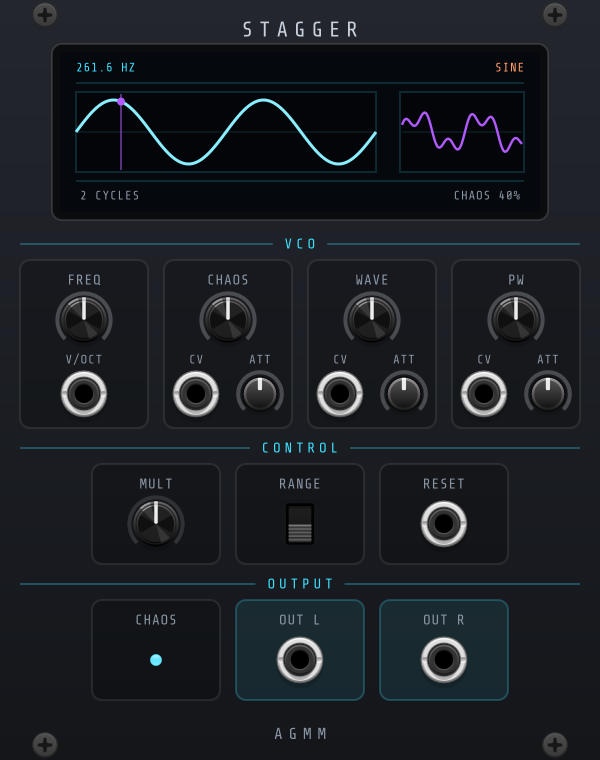 STAGGER
261.6 HZ SINE
2 CYCLES CHAOS 40%
VCO
FREQ CHAOS WAVE PW
V/OCT CV ATT CV ATT CV ATT
CONTROL
MULT RANGE RESET
OUTPUT
CHAOS OUT L OUT R
AGMM